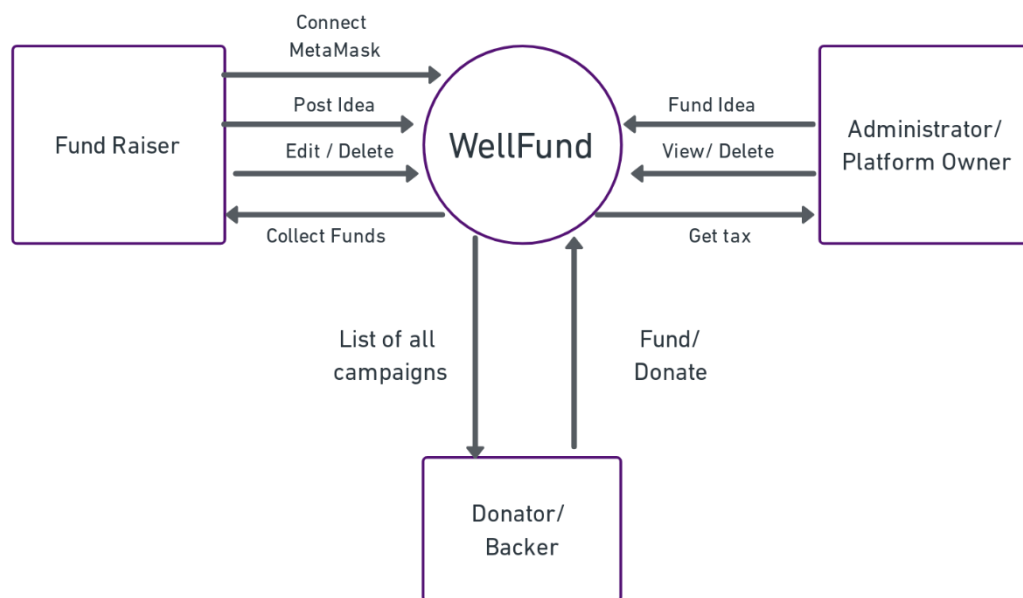 Connect
MetaMask
Post Idea
Fund Idea
Fund Raiser
WellFund
Administrator/
Platform Owner
Edit / Delete
View/ Delete
Collect Funds
Get tax
List of all
campaigns
Fund/
Donate
Donator/
Backer